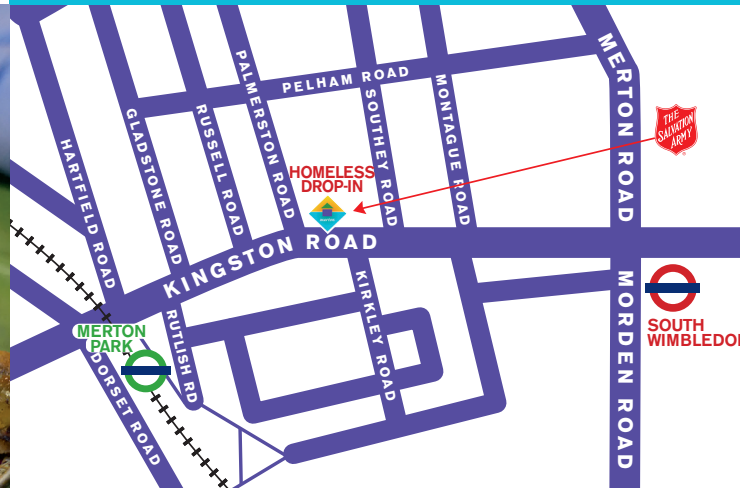 MERTON ROAD
PELHAM ROAD
PALMERSTON ROAD
MONTAGUE ROAD
SOUTHEY ROAD
RUSSELL ROAD
GLADSTONE ROAD
HARTFIELD ROAD
THE
SALVATION
ARMY
HOMELESS
DROP-IN
KINGSTON ROAD
KIRKLEY ROAD
MORDEN ROAD
RUTLISH RD
MERTON
PARK
SOUTH
WIMBLEDON
DORSET ROAD